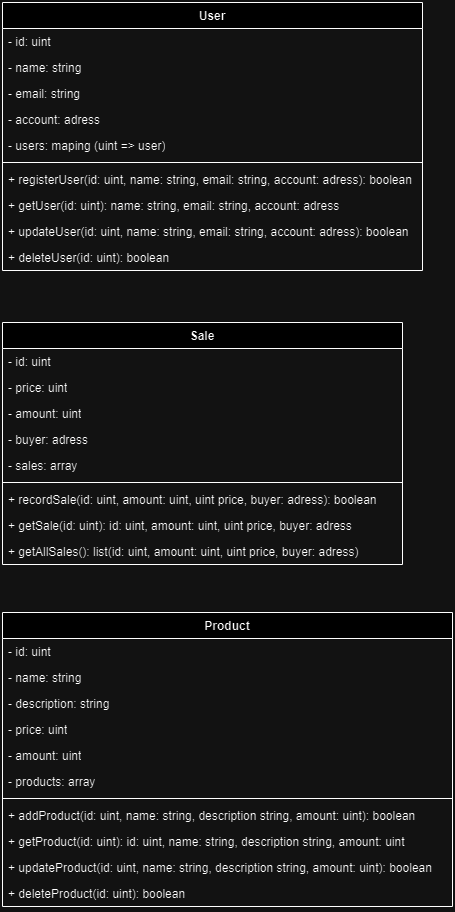 User
- id: uint
- name: string
- email: string
- account: adress
- users: maping (uint => user)
+ registerUser(id: uint, name: string, email: string, account: adress): boolean
+ getUser(id: uint): name: string, email: string, account: adress
+ updateUser(id: uint, name: string, email: string, account: adress): boolean
+ deleteUser(id: uint): boolean
Sale
- id: uint
- price: uint
- amount: uint
- buyer: adress
- sales: array
+ recordSale(id: uint, amount: uint, uint price, buyer: adress): boolean
+ getSale(id: uint): id: uint, amount: uint, uint price, buyer: adress
+ getAllSales(): list(id: uint, amount: uint, uint price, buyer: adress)
Product
- id: uint
- name: string
- description: string
- price: uint
- amount: uint
- products: array
+ addProduct(id: uint, name: string, description string, amount: uint): boolean
+ getProduct(id: uint): id: uint, name: string, description string, amount: uint
+ updateProduct(id: uint, name: string, description string, amount: uint): boolean
+ deleteProduct(id: uint): boolean